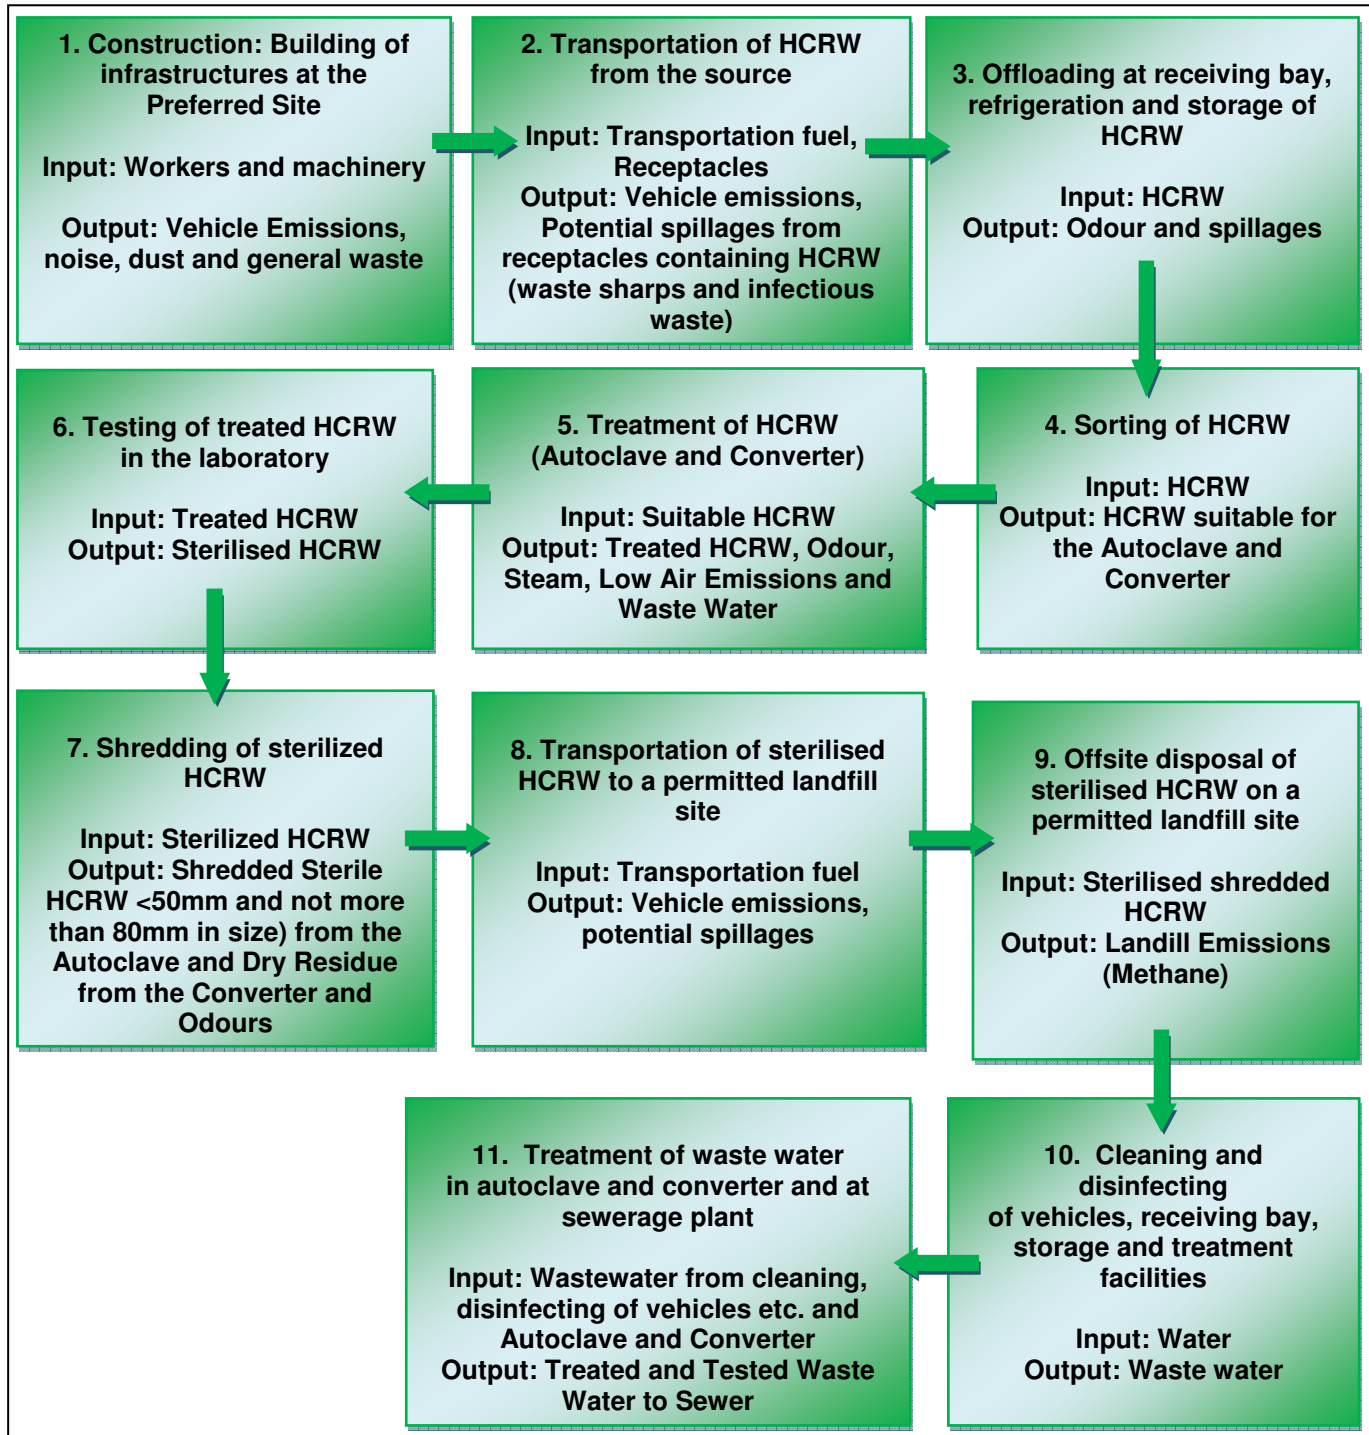 1. Construction: Building of
infrastructures at the
Preferred Site
Input: Workers and machinery
Output: Vehicle Emissions,
noise, dust and general waste
2. Transportation of HCRW
from the source
Input: Transportation fuel,
Receptacles
Output: Vehicle emissions,
Potential spillages from
receptacles containing HCRW
(waste sharps and infectious
waste)
3. Offloading at receiving bay,
refrigeration and storage of
HCRW
Input: HCRW
Output: Odour and spillages
4. Sorting of HCRW
Input: HCRW
Output: HCRW suitable for
the Autoclave and
Converter
5. Treatment of HCRW
(Autoclave and Converter)
Input: Suitable HCRW
Output: Treated HCRW, Odour,
Steam, Low Air Emissions and
Waste Water
6. Testing of treated HCRW
in the laboratory
Input: Treated HCRW
Output: Sterilised HCRW
7. Shredding of sterilized
HCRW
Input: Sterilized HCRW
Output: Shredded Sterile
HCRW <50mm and not more
than 80mm in size) from the
Autoclave and Dry Residue
from the Converter and
Odours
8. Transportation of sterilised
HCRW to a permitted landfill
site
Input: Transportation fuel
Output: Vehicle emissions,
potential spillages
9. Offsite disposal of
sterilised HCRW on a
permitted landfill site
Input: Sterilised shredded
HCRW
Output: Landill Emissions
(Methane)
10. Cleaning and
disinfecting
of vehicles, receiving bay,
storage and treatment
facilities
Input: Water
Output: Waste water
11. Treatment of waste water
in autoclave and converter and at
sewerage plant
Input: Wastewater from cleaning,
disinfecting of vehicles etc. and
Autoclave and Converter
Output: Treated and Tested Waste
Water to Sewer